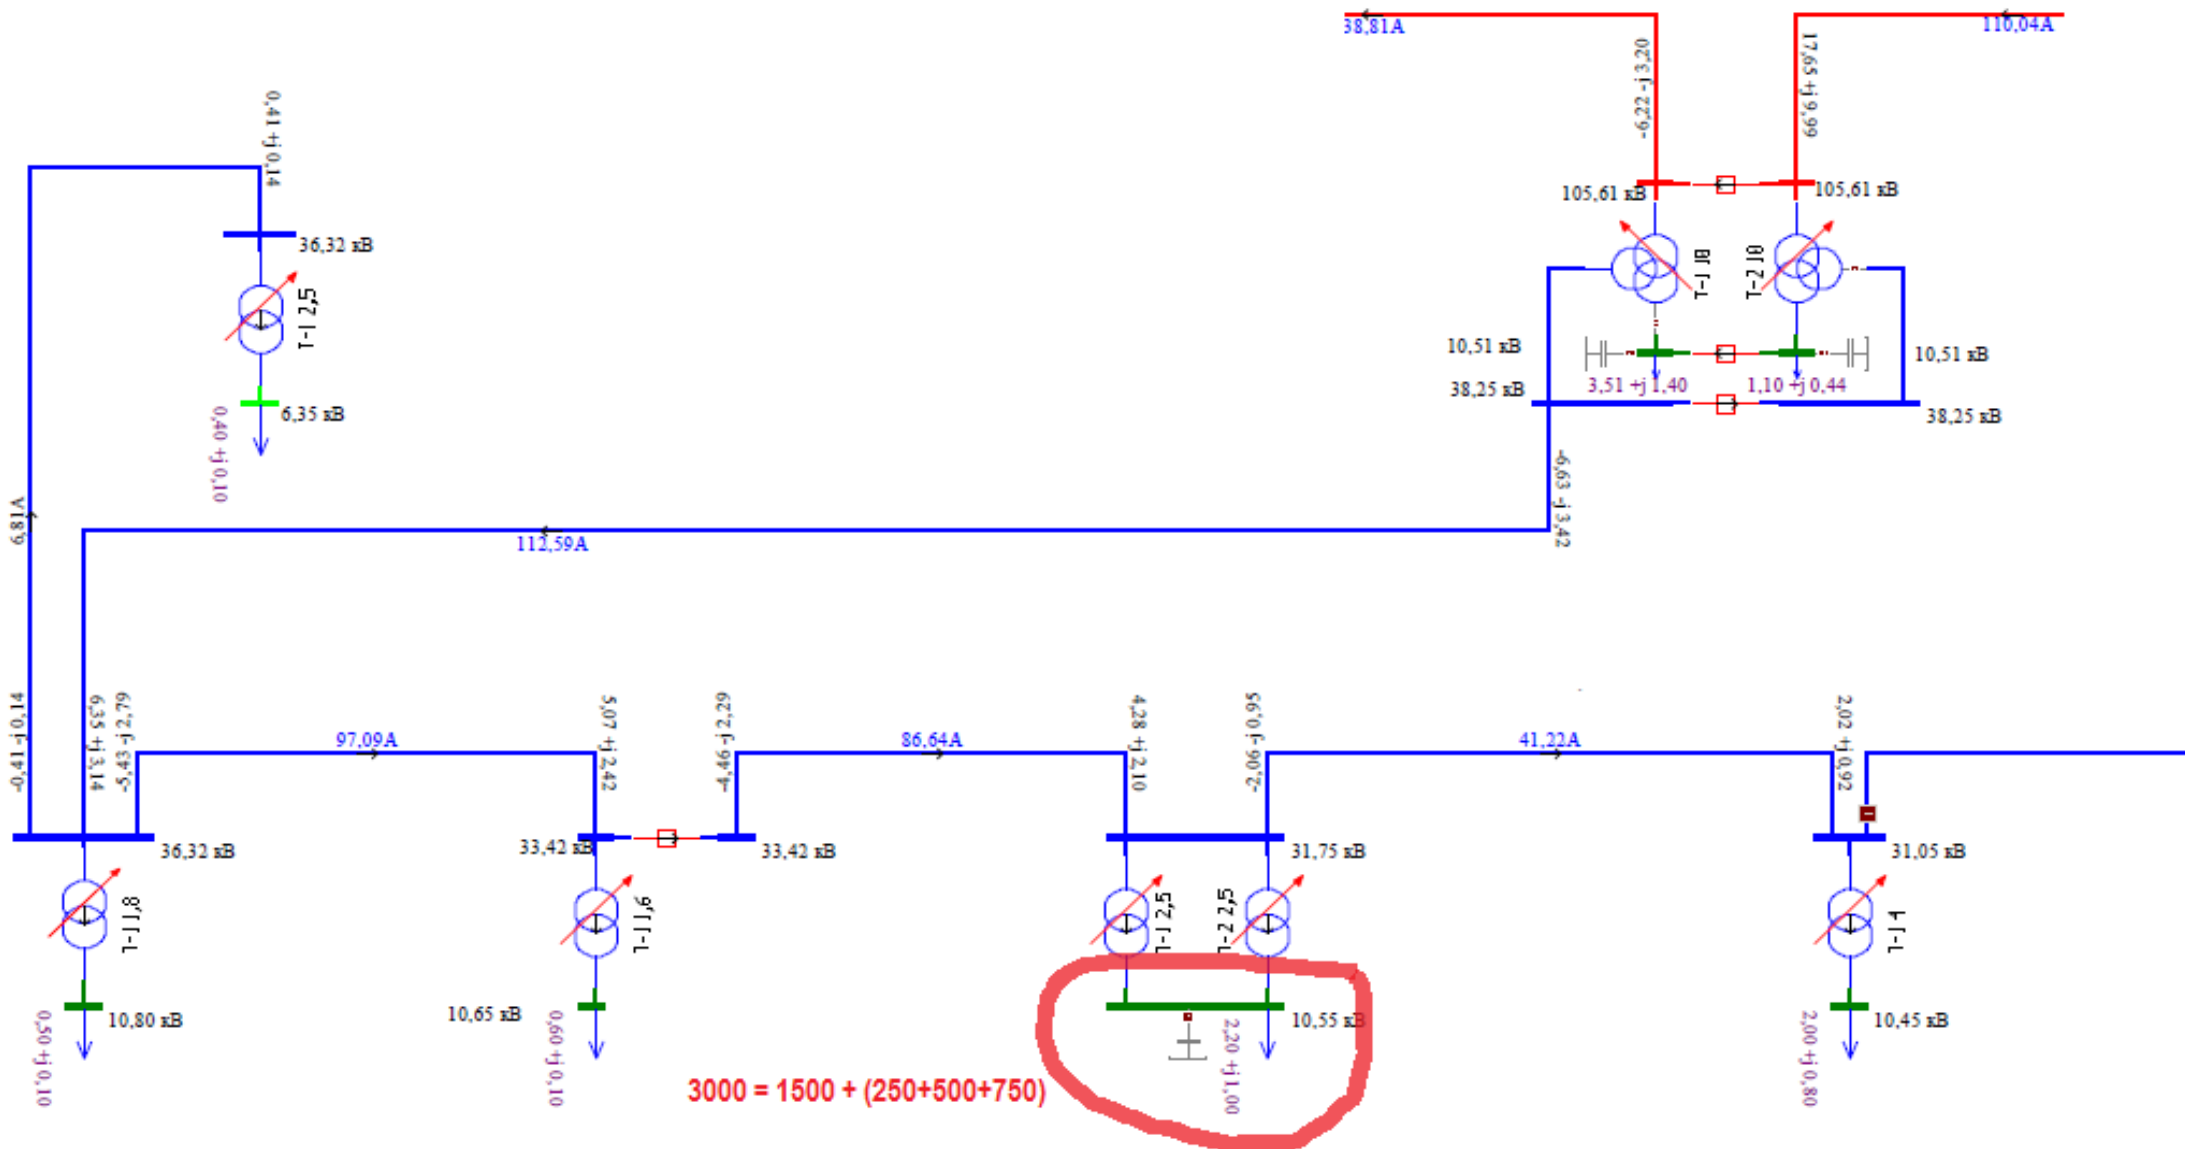 38,81A
110,04A
-6,22 -j 3,20
17,65 +j 9,99
0,41 +j 0,14
105,61 кВ
105,61 кВ
36,32 кВ
Т-1 10
Т-2 10
Т-1 2,5
10,51 кВ
10,51 кВ
38,25 кВ
3,51 +j 1,40
1,10 +j 0,44
38,25 кВ
6,35 кВ
0,40 +j 0,10
-6,63 -j 3,42
6,81A
112,59A
-0,41 -j 0,14
6,35 +j 3,14
-5,43 -j 2,79
97,09A
5,07 +j 2,42
-4,46 -j 2,29
86,64A
4,28 +j 2,10
-2,06 -j 0,95
41,22A
2,02 +j 0,92
36,32 кВ
33,42 кВ
33,42 кВ
31,75 кВ
31,05 кВ
Т-1 1,8
Т-1 1,6
Т-1 2,5
Т-2 2,5
Т-1 4
10,80 кВ
10,65 кВ
10,55 кВ
10,45 кВ
0,50 +j 0,10
0,60 +j 0,10
2,20 +j 1,00
2,00 +j 0,80
3000 = 1500 + (250+500+750)